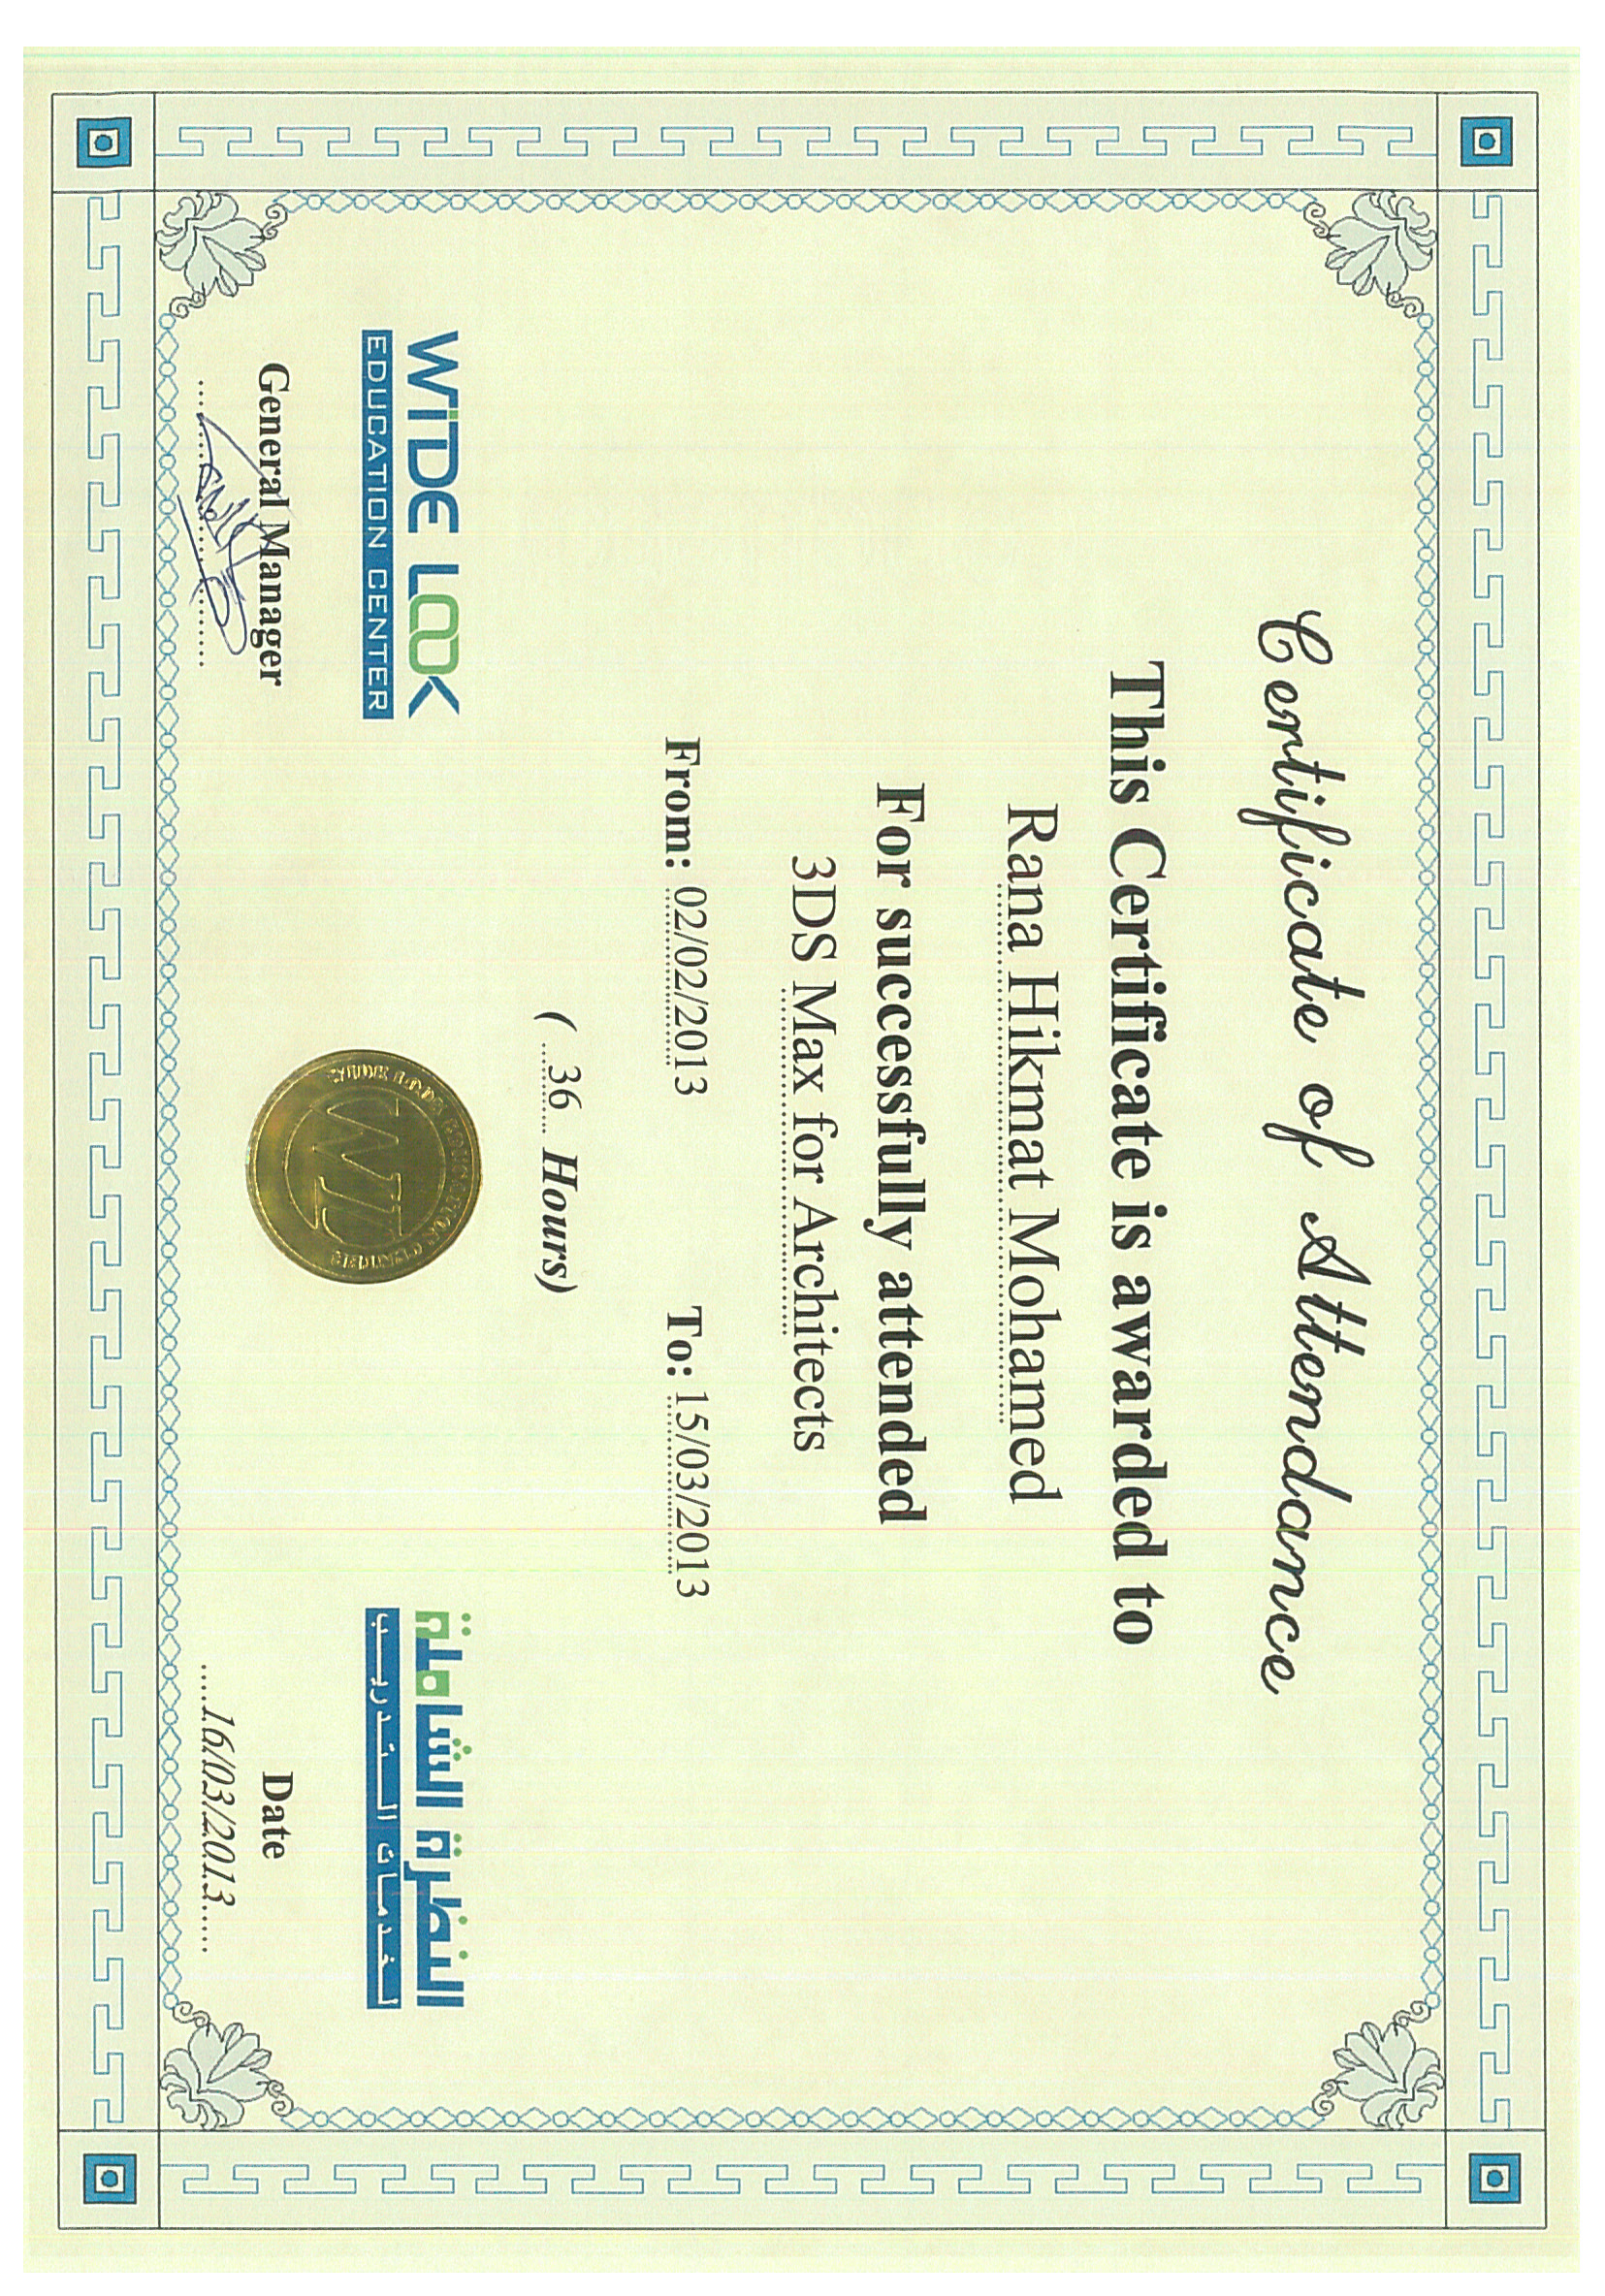 Certificate of Attendance
This Certificate is awarded to
Rana Hikmat Mohamed
For successfully attended
3DS Max for Architects
From: 02/02/2013 To: 15/03/2013
( 36 Hours)
WIDE LOOK
EDUCATION CENTER
النظرة الشاملة
لخدمات التدريب
WIDE LOOK EDUCATION CENTER
WL
General Manager
Date
16/03/2013